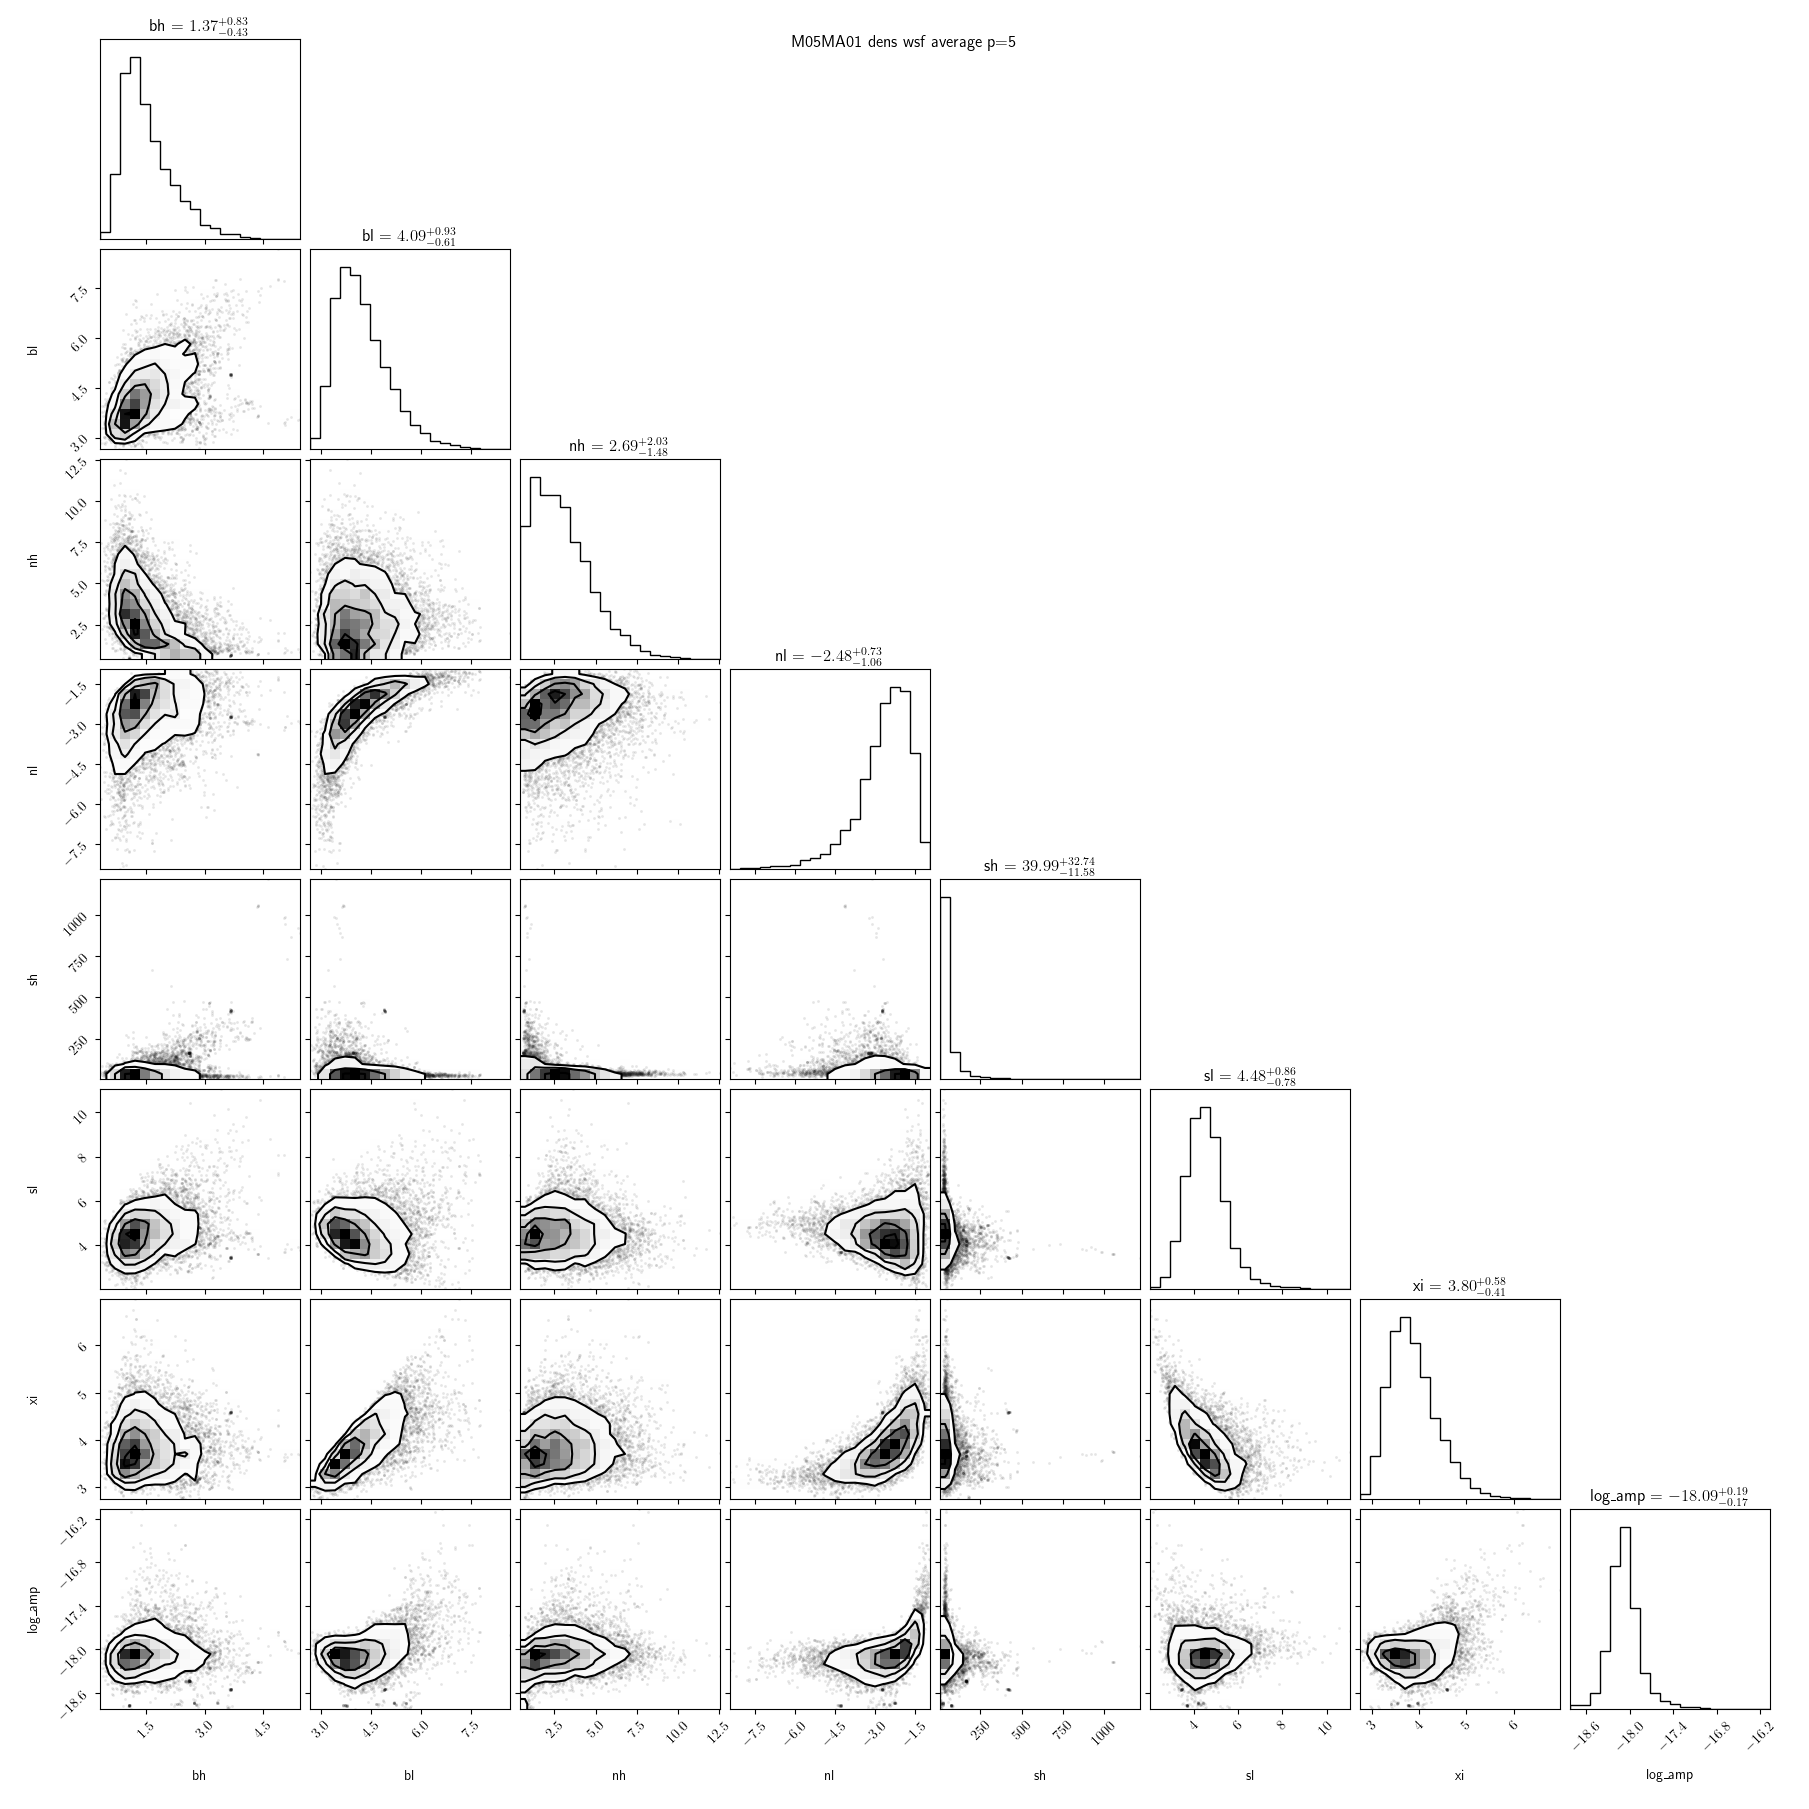 M05MA01 dens wsf average p=5
bh = 1.37+0.83−0.43
bl = 4.09+0.93−0.61
bl
7.5
6.0
4.5
3.0
nh = 2.69+2.03−1.48
nh
12.5
10.0
7.5
5.0
2.5
nl = −2.48+0.73−1.06
nl
−1.5
−3.0
−4.5
−6.0
−7.5
sh = 39.99+32.74−11.58
sh
1000
750
500
250
sl = 4.48+0.86−0.78
sl
10
8
6
4
xi = 3.80+0.58−0.41
xi
6
5
4
3
log_amp = −18.09+0.19−0.17
log_amp
−16.2
−16.8
−17.4
−18.0
−18.6
1.5 3.0 4.5 3.0 4.5 6.0 7.5 2.5 5.0 7.5 10.0 12.5 −7.5 −6.0 −4.5 −3.0 −1.5 250 500 750 1000 4 6 8 10 3 4 5 6 −18.6 −18.0 −17.4 −16.8 −16.2
bh bl nh nl sh sl xi log_amp